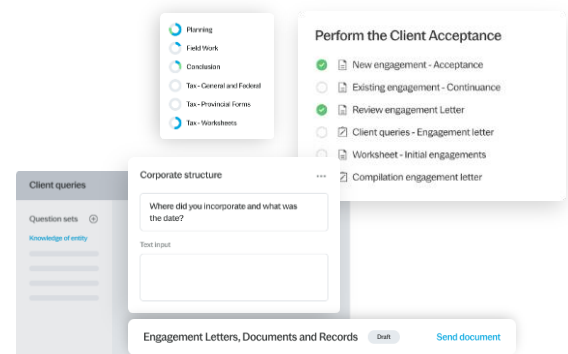 Planning
Field Work
Conclusion
Tax - General and Federal
Tax - Provincial Forms
Tax - Worksheets
Perform the Client Acceptance
New engagement - Acceptance
Existing engagement - Continuance
Review engagement Letter
Client queries - Engagement letter
Worksheet - Initial engagements
Compilation engagement letter
Client queries
Question sets
Knowledge of entity
Corporate structure
Where did you incorporate and what was
the date?
Text input
Engagement Letters, Documents and Records
Draft
Send document